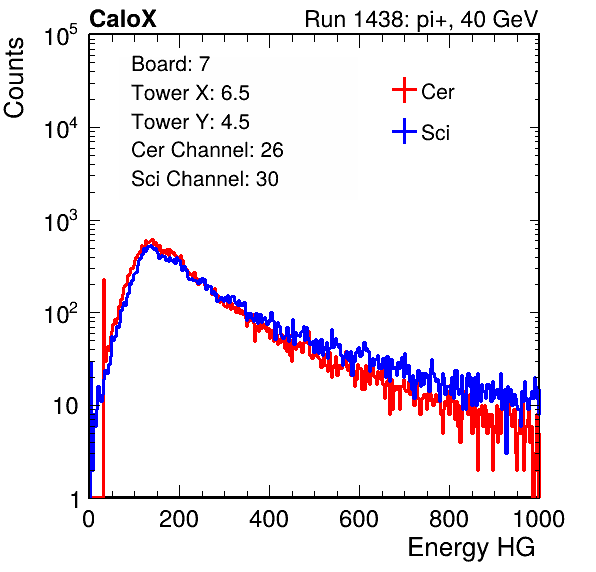 CaloX Run 1438: pi+, 40 GeV
Counts
Board: 7
Tower X: 6.5
Tower Y: 4.5
Cer Channel: 26
Sci Channel: 30
Cer
Sci
10^5
10^4
10^3
10^2
10
1
0 200 400 600 800 1000
Energy HG